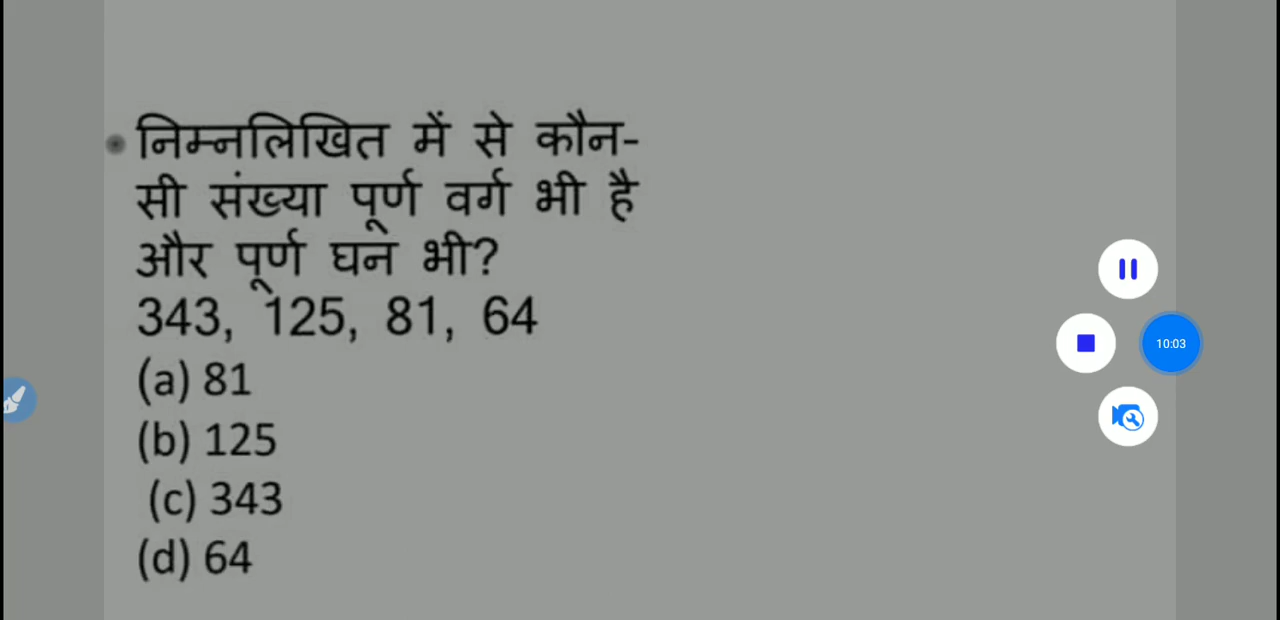 निम्नलिखित में से कौन-
सी संख्या पूर्ण वर्ग भी है
और पूर्ण घन भी?
343, 125, 81, 64
(a) 81
(b) 125
(c) 343
(d) 64
10:03